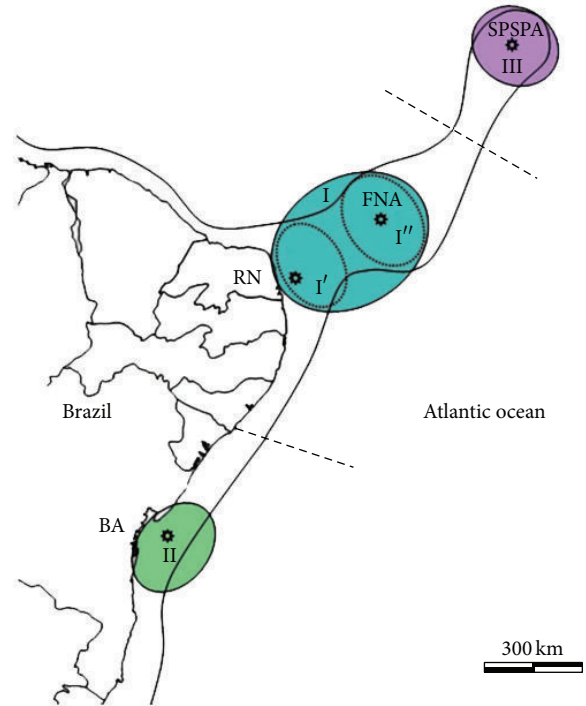 SPSPA
III
I
FNA
I″
RN
I′
Brazil
Atlantic ocean
BA
II
300 km